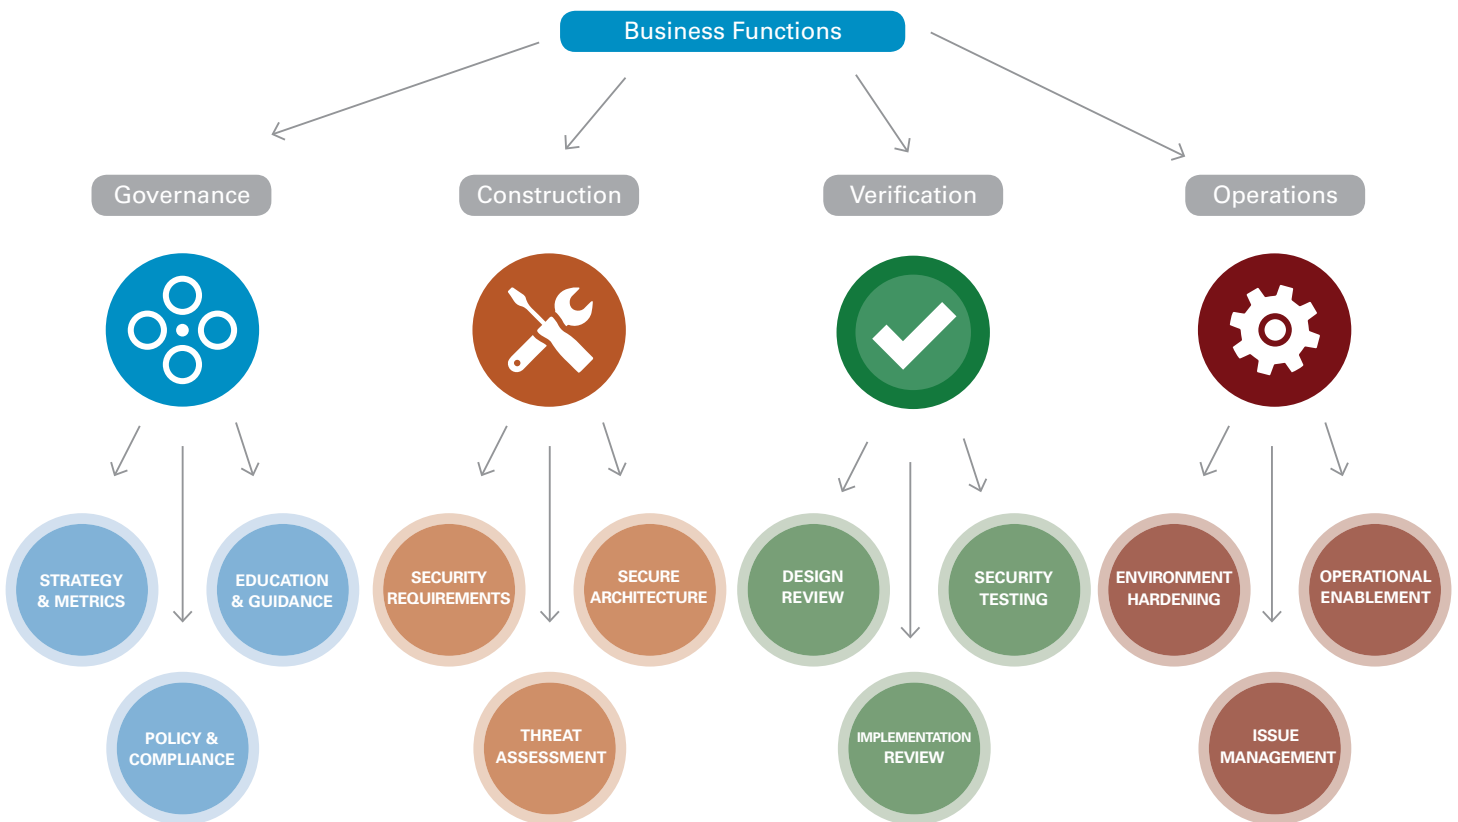 Business Functions
Governance
Construction
Verification
Operations
STRATEGY
& METRICS
EDUCATION
& GUIDANCE
POLICY &
COMPLIANCE
SECURITY
REQUIREMENTS
SECURE
ARCHITECTURE
THREAT
ASSESSMENT
DESIGN
REVIEW
SECURITY
TESTING
IMPLEMENTATION
REVIEW
ENVIRONMENT
HARDENING
OPERATIONAL
ENABLEMENT
ISSUE
MANAGEMENT